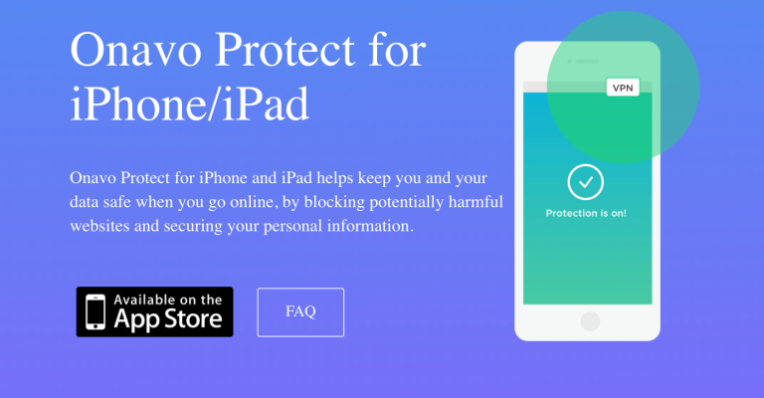 Onavo Protect for
iPhone/iPad
Onavo Protect for iPhone and iPad helps keep you and your
data safe when you go online, by blocking potentially harmful
websites and securing your personal information.
Available on the
App Store
FAQ
VPN
Protection is on!